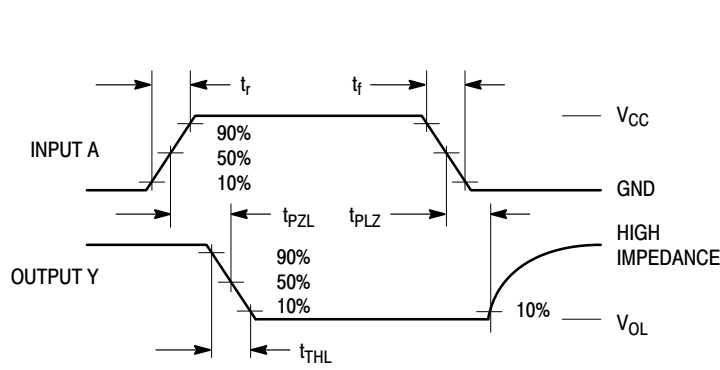 t_r
t_f
V_CC
INPUT A
90%
50%
10%
GND
t_PZL
t_PLZ
HIGH
IMPEDANCE
OUTPUT Y
90%
50%
10%
10%
V_OL
t_THL